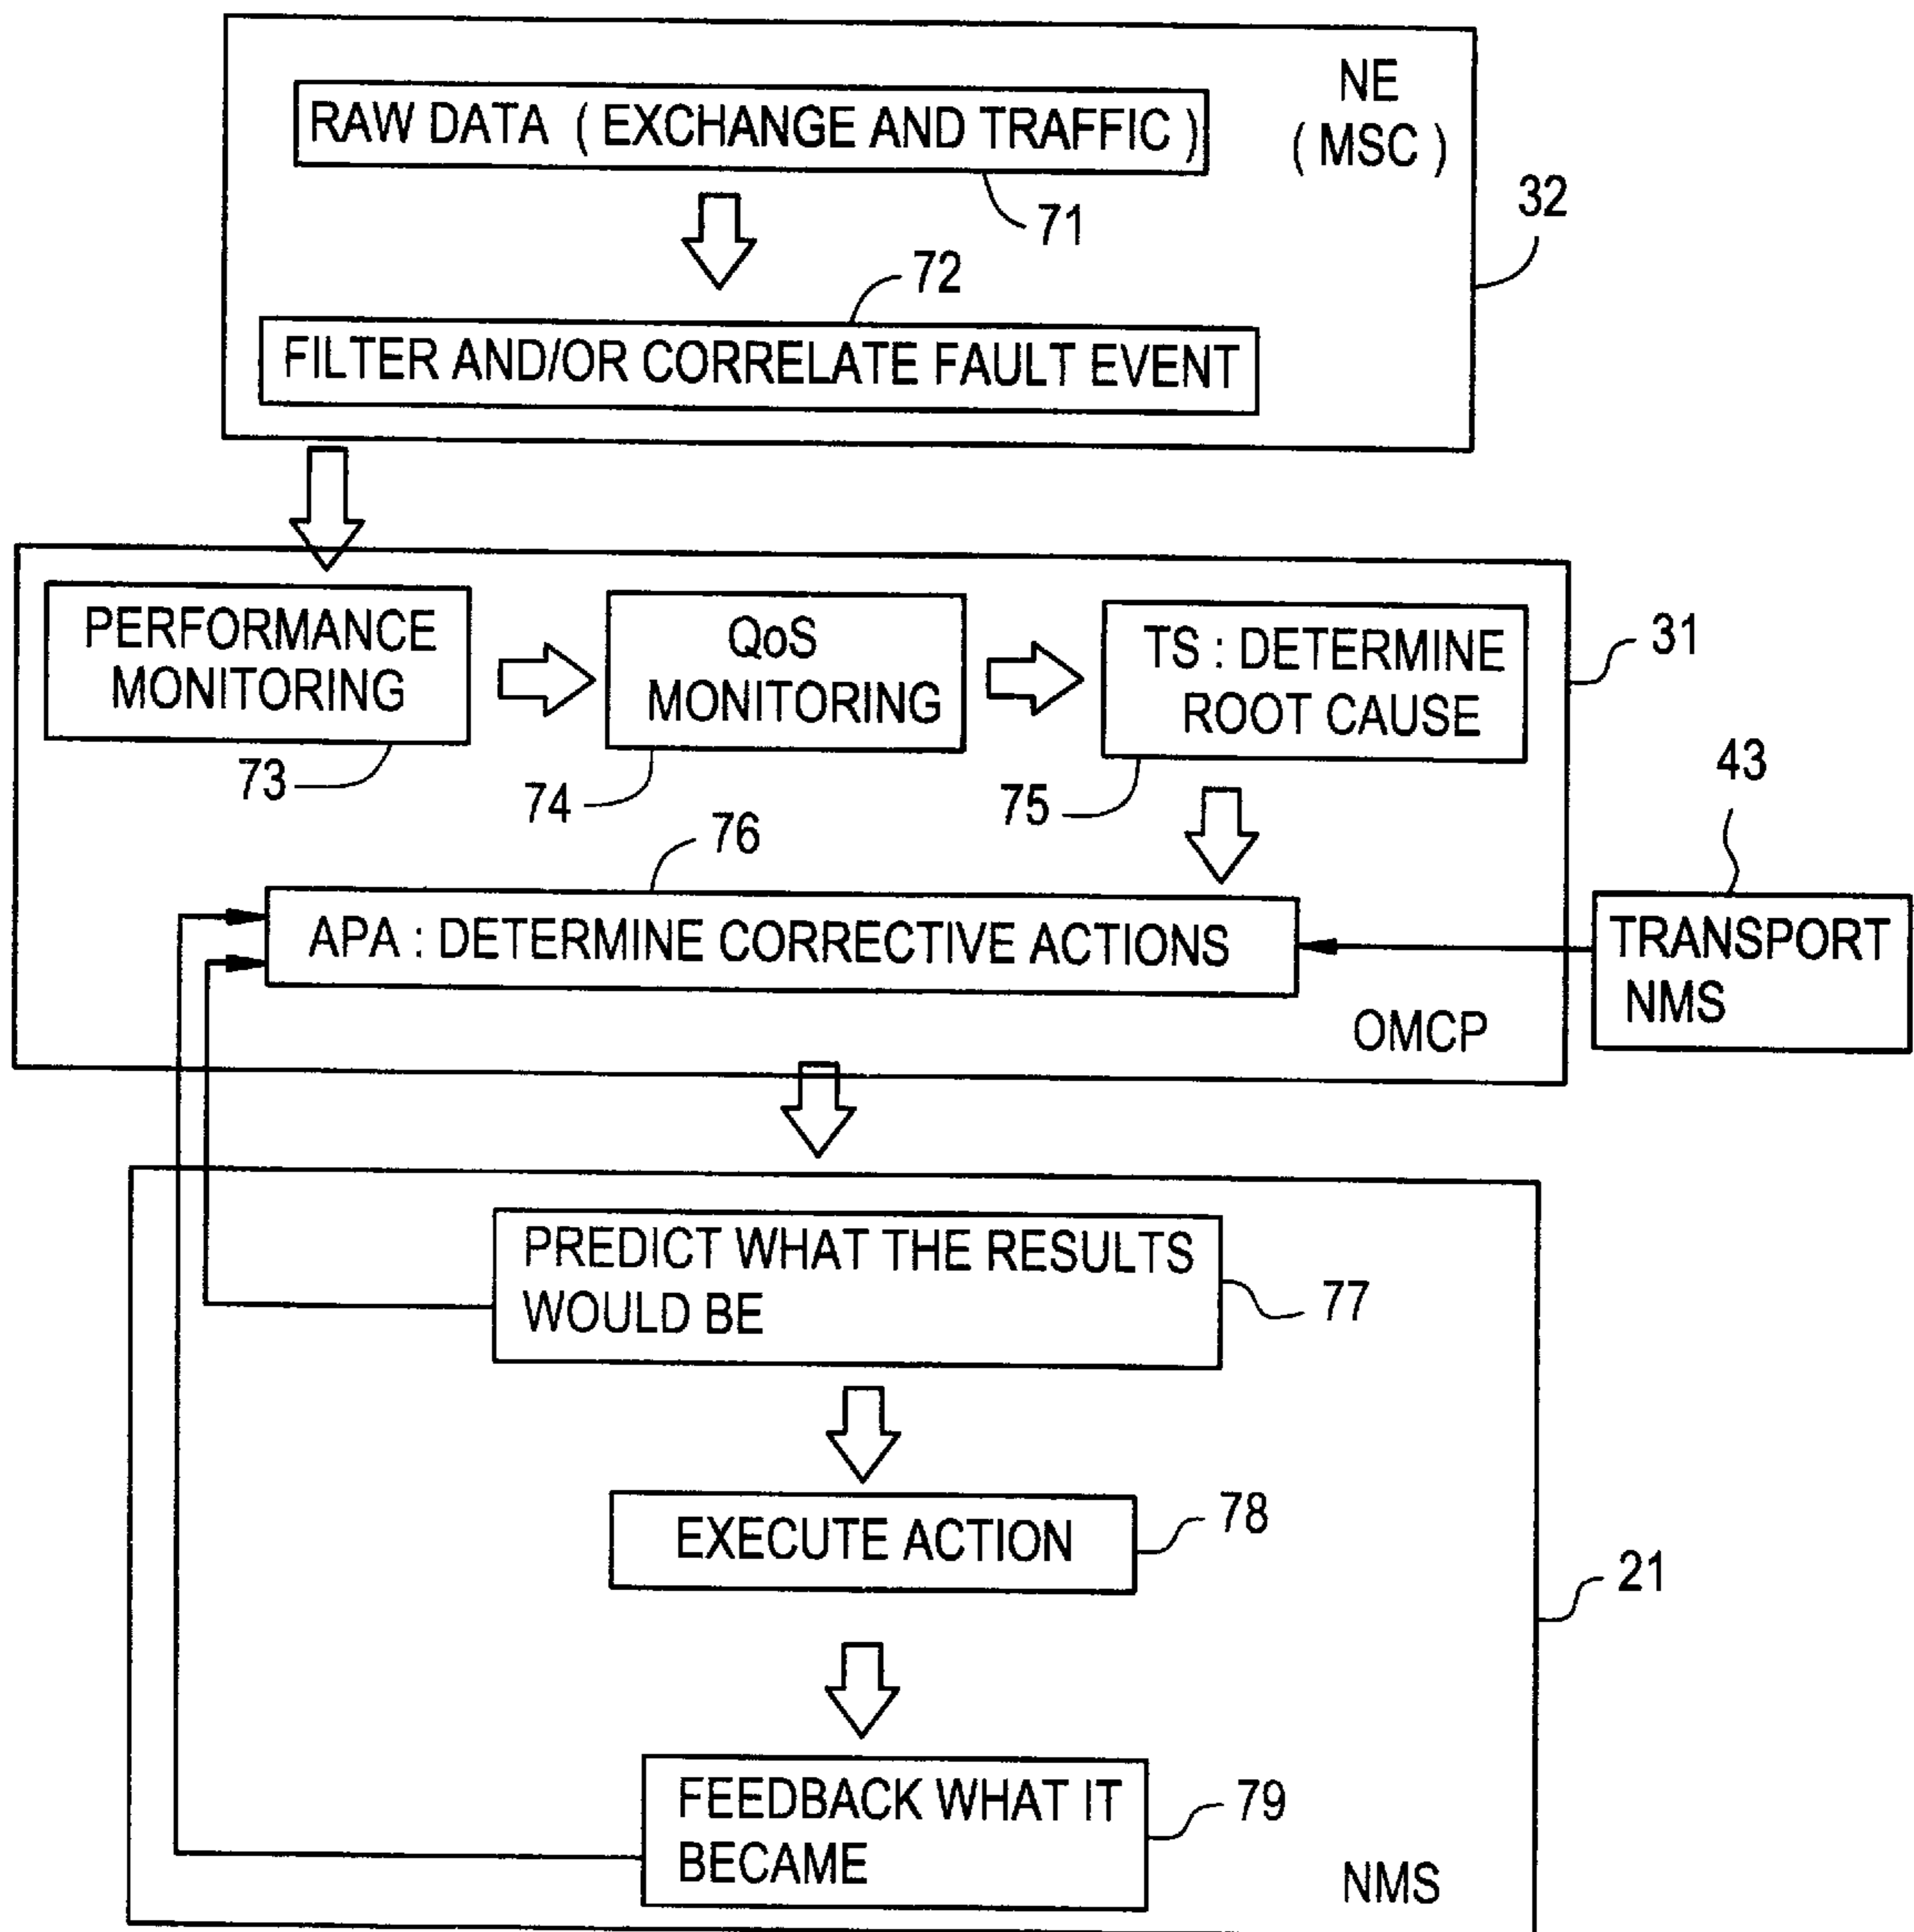 NE
( MSC )
RAW DATA ( EXCHANGE AND TRAFFIC )
71
32
72
FILTER AND/OR CORRELATE FAULT EVENT
PERFORMANCE
MONITORING
73
QoS
MONITORING
74
TS : DETERMINE
ROOT CAUSE
75
31
43
76
APA : DETERMINE CORRECTIVE ACTIONS
TRANSPORT
NMS
OMCP
PREDICT WHAT THE RESULTS
WOULD BE
77
EXECUTE ACTION
78
21
FEEDBACK WHAT IT
BECAME
79
NMS